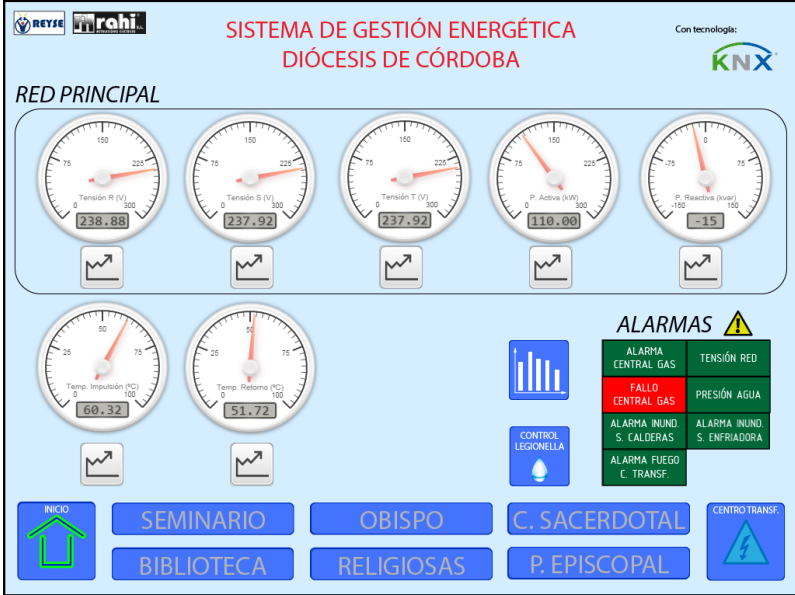 REYSE
rahi
SISTEMA DE GESTIÓN ENERGÉTICA
DIÓCESIS DE CÓRDOBA
Con tecnología:
KNX
RED PRINCIPAL
0 75 150 225 300
Tensión R (V)
238.88
0 75 150 225 300
Tensión S (V)
237.92
0 75 150 225 300
Tensión T (V)
237.92
0 75 150 225 300
P. Activa (kW)
110.00
-150 -75 0 75 150
P. Reactiva (kvar)
-15
0 25 50 75 100
Temp. Impulsión (ºC)
60.32
0 25 50 75 100
Temp. Retorno (ºC)
51.72
CONTROL
LEGIONELLA
ALARMAS
ALARMA
CENTRAL GAS
TENSIÓN RED
FALLO
CENTRAL GAS
PRESIÓN AGUA
ALARMA INUND.
S. CALDERAS
ALARMA INUND.
S. ENFRIADORA
ALARMA FUEGO
C. TRANSF.
INICIO
SEMINARIO
OBISPO
C. SACERDOTAL
CENTRO TRANSF.
BIBLIOTECA
RELIGIOSAS
P. EPISCOPAL